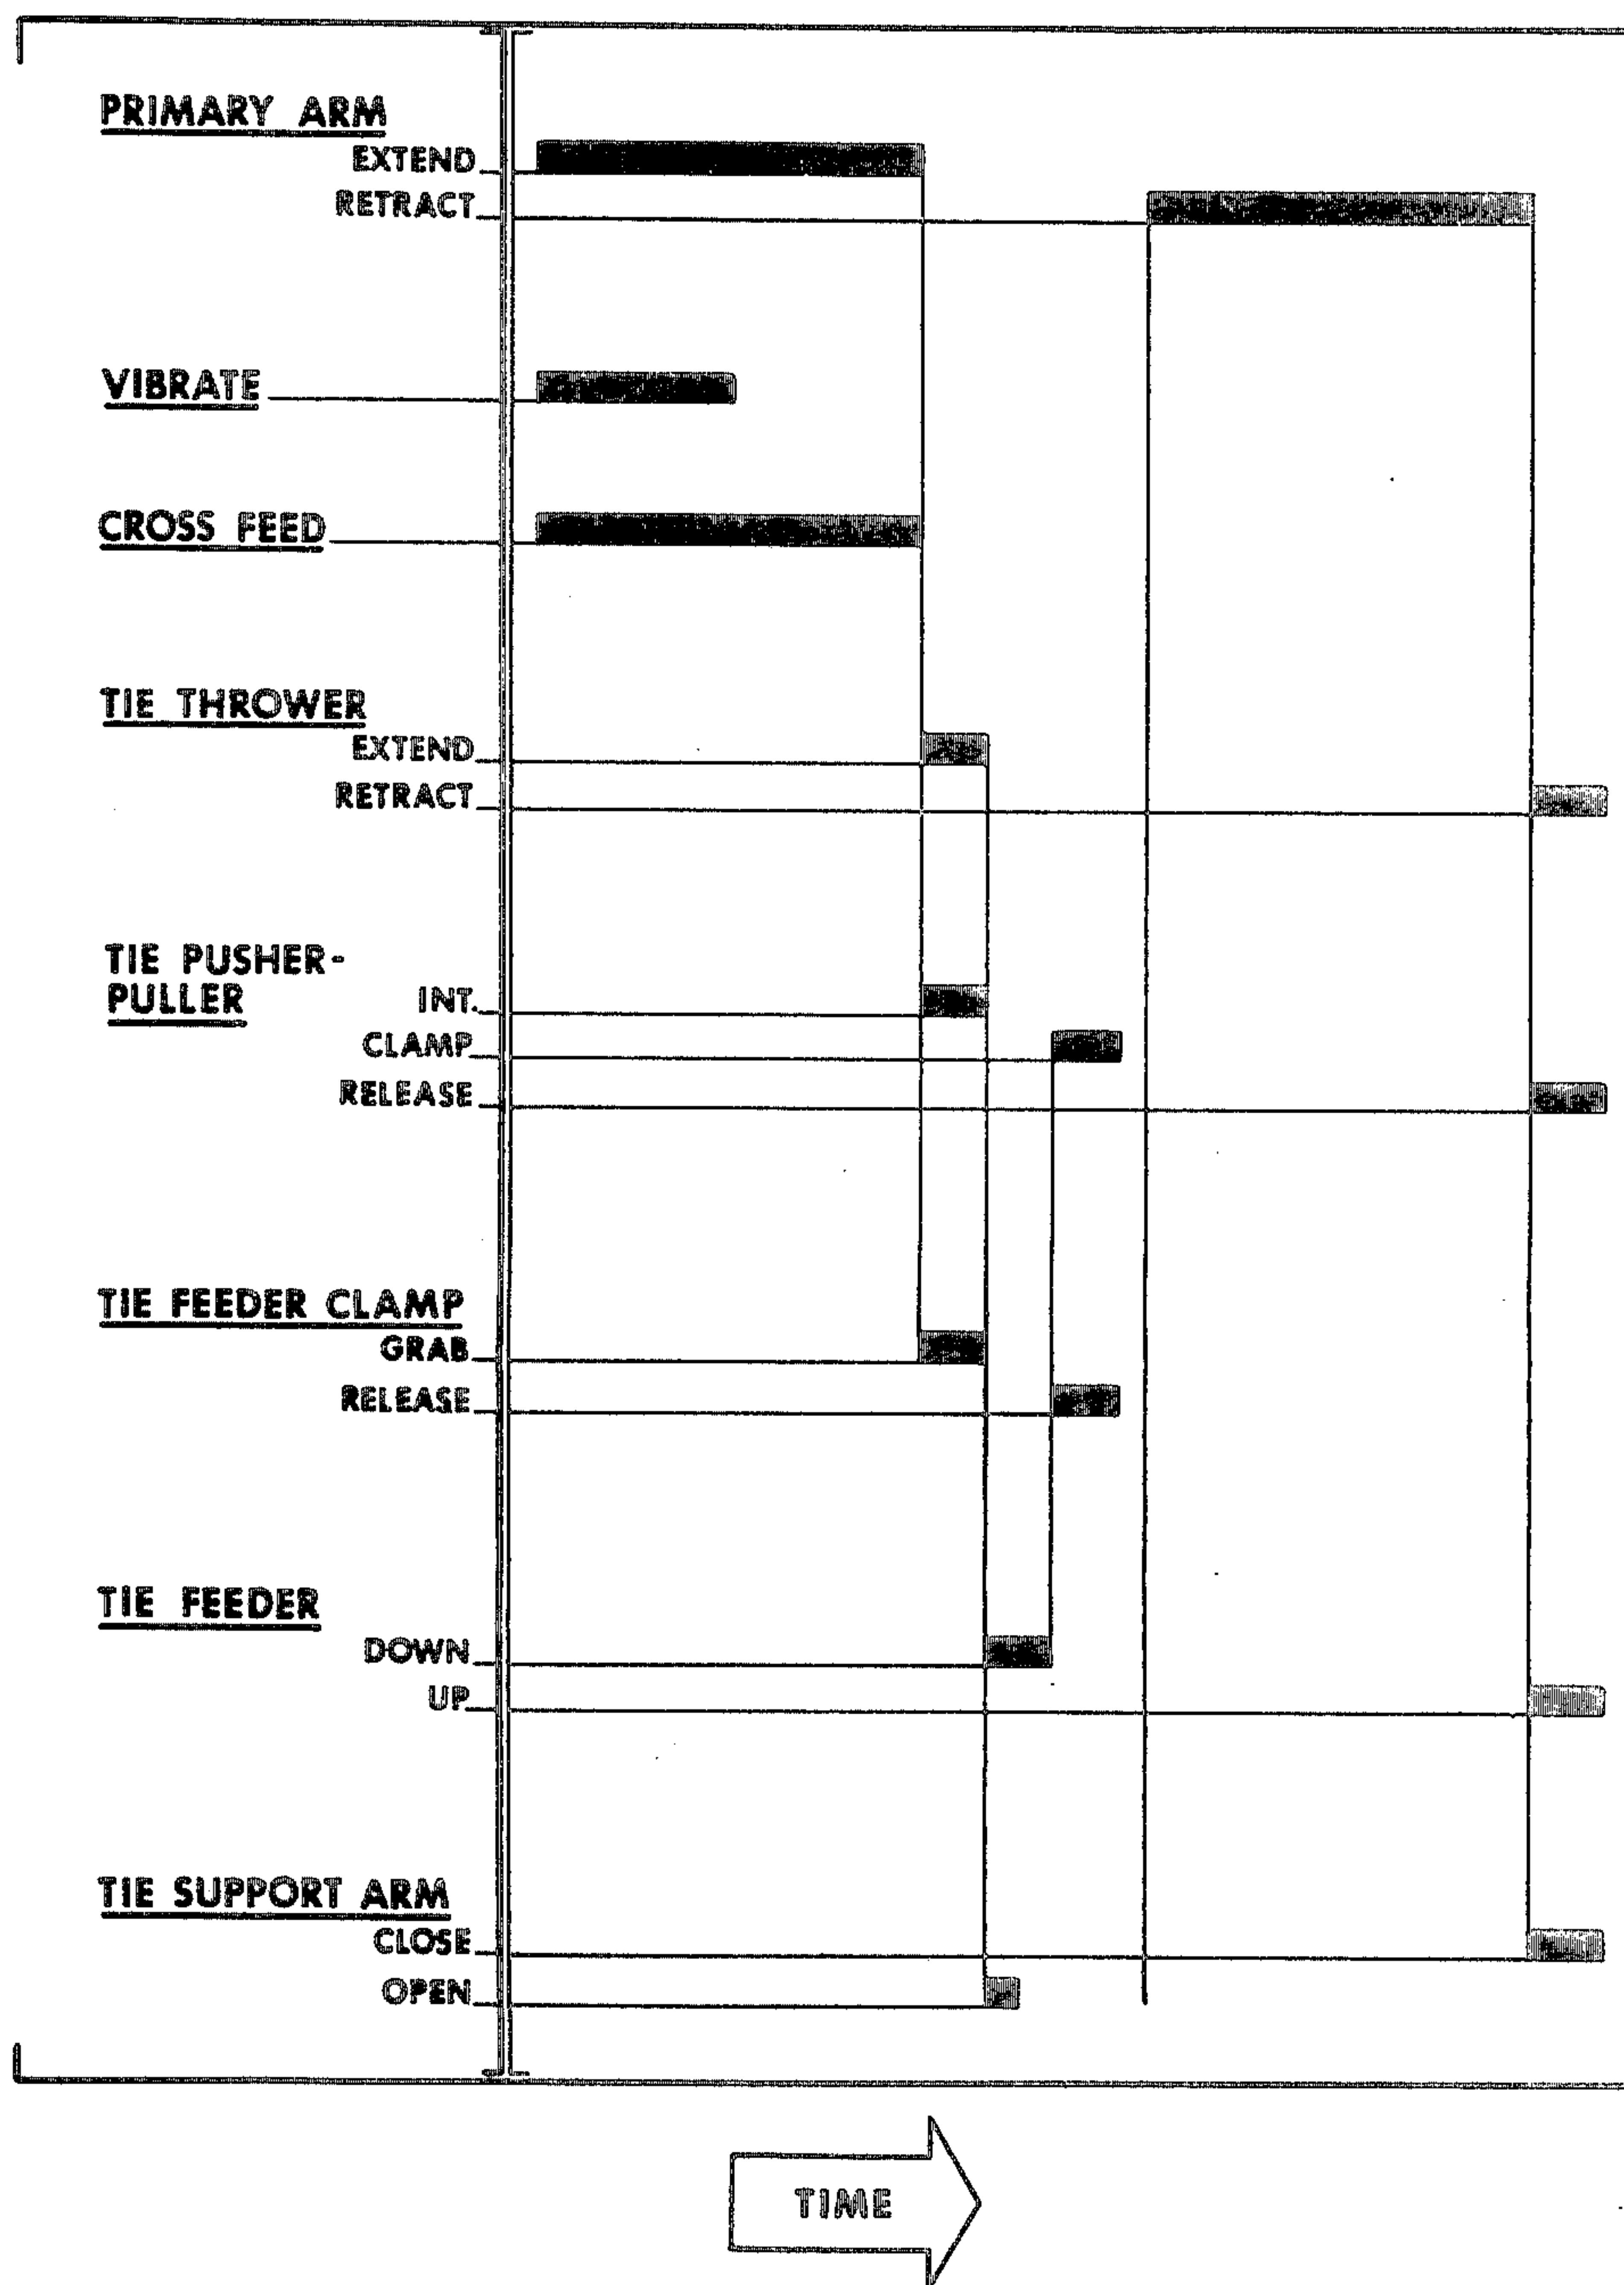 PRIMARY ARM
EXTEND
RETRACT
VIBRATE
CROSS FEED
TIE THROWER
EXTEND
RETRACT
TIE PUSHER-
PULLER
INT.
CLAMP
RELEASE
TIE FEEDER CLAMP
GRAB
RELEASE
TIE FEEDER
DOWN
UP
TIE SUPPORT ARM
CLOSE
OPEN
TIME